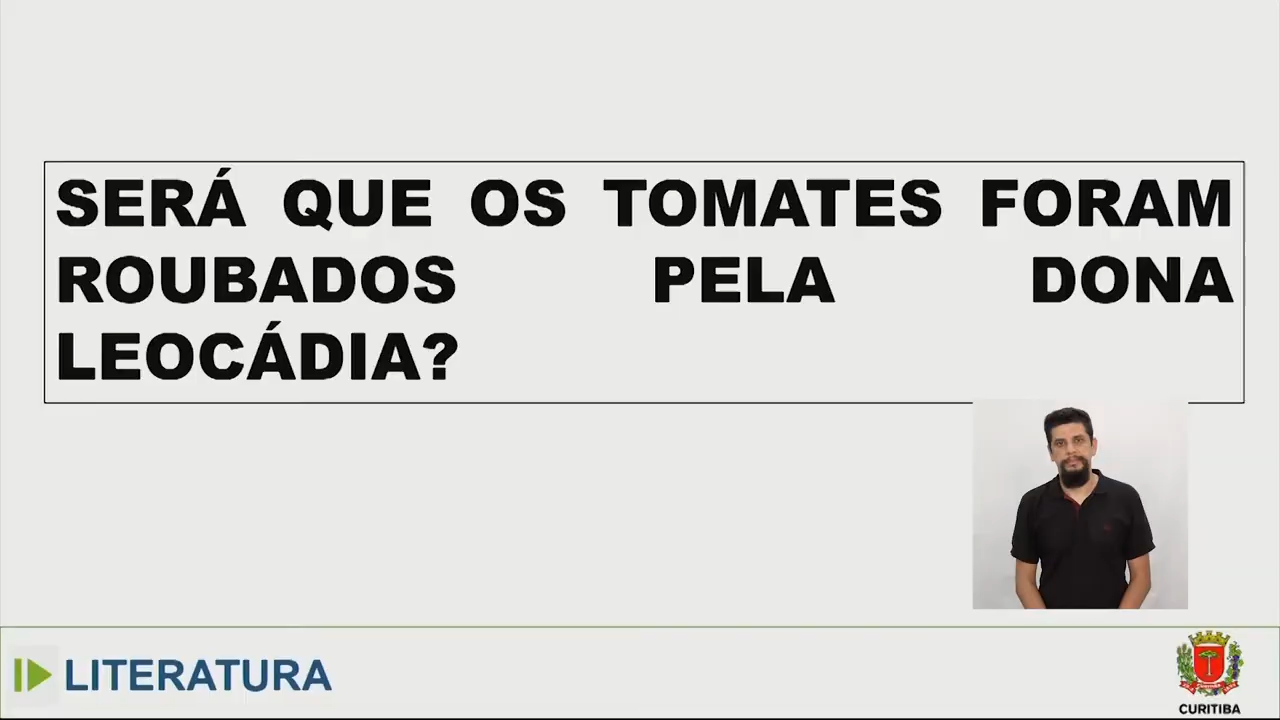 SERÁ QUE OS TOMATES FORAM
ROUBADOS PELA DONA
LEOCÁDIA?
LITERATURA
CURITIBA